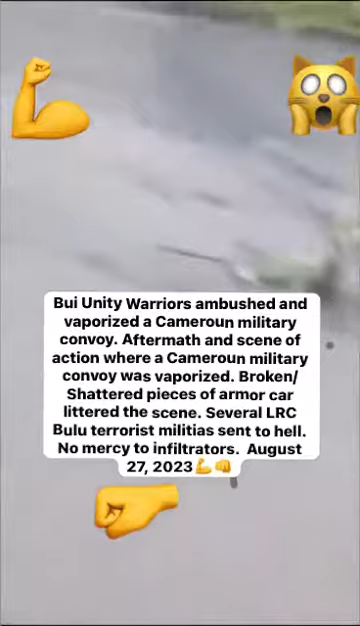 Bui Unity Warriors ambushed and
vaporized a Cameroun military
convoy. Aftermath and scene of
action where a Cameroun military
convoy was vaporized. Broken/
Shattered pieces of armor car
littered the scene. Several LRC
Bulu terrorist militias sent to hell.
No mercy to infiltrators. August
27, 2023💪👊